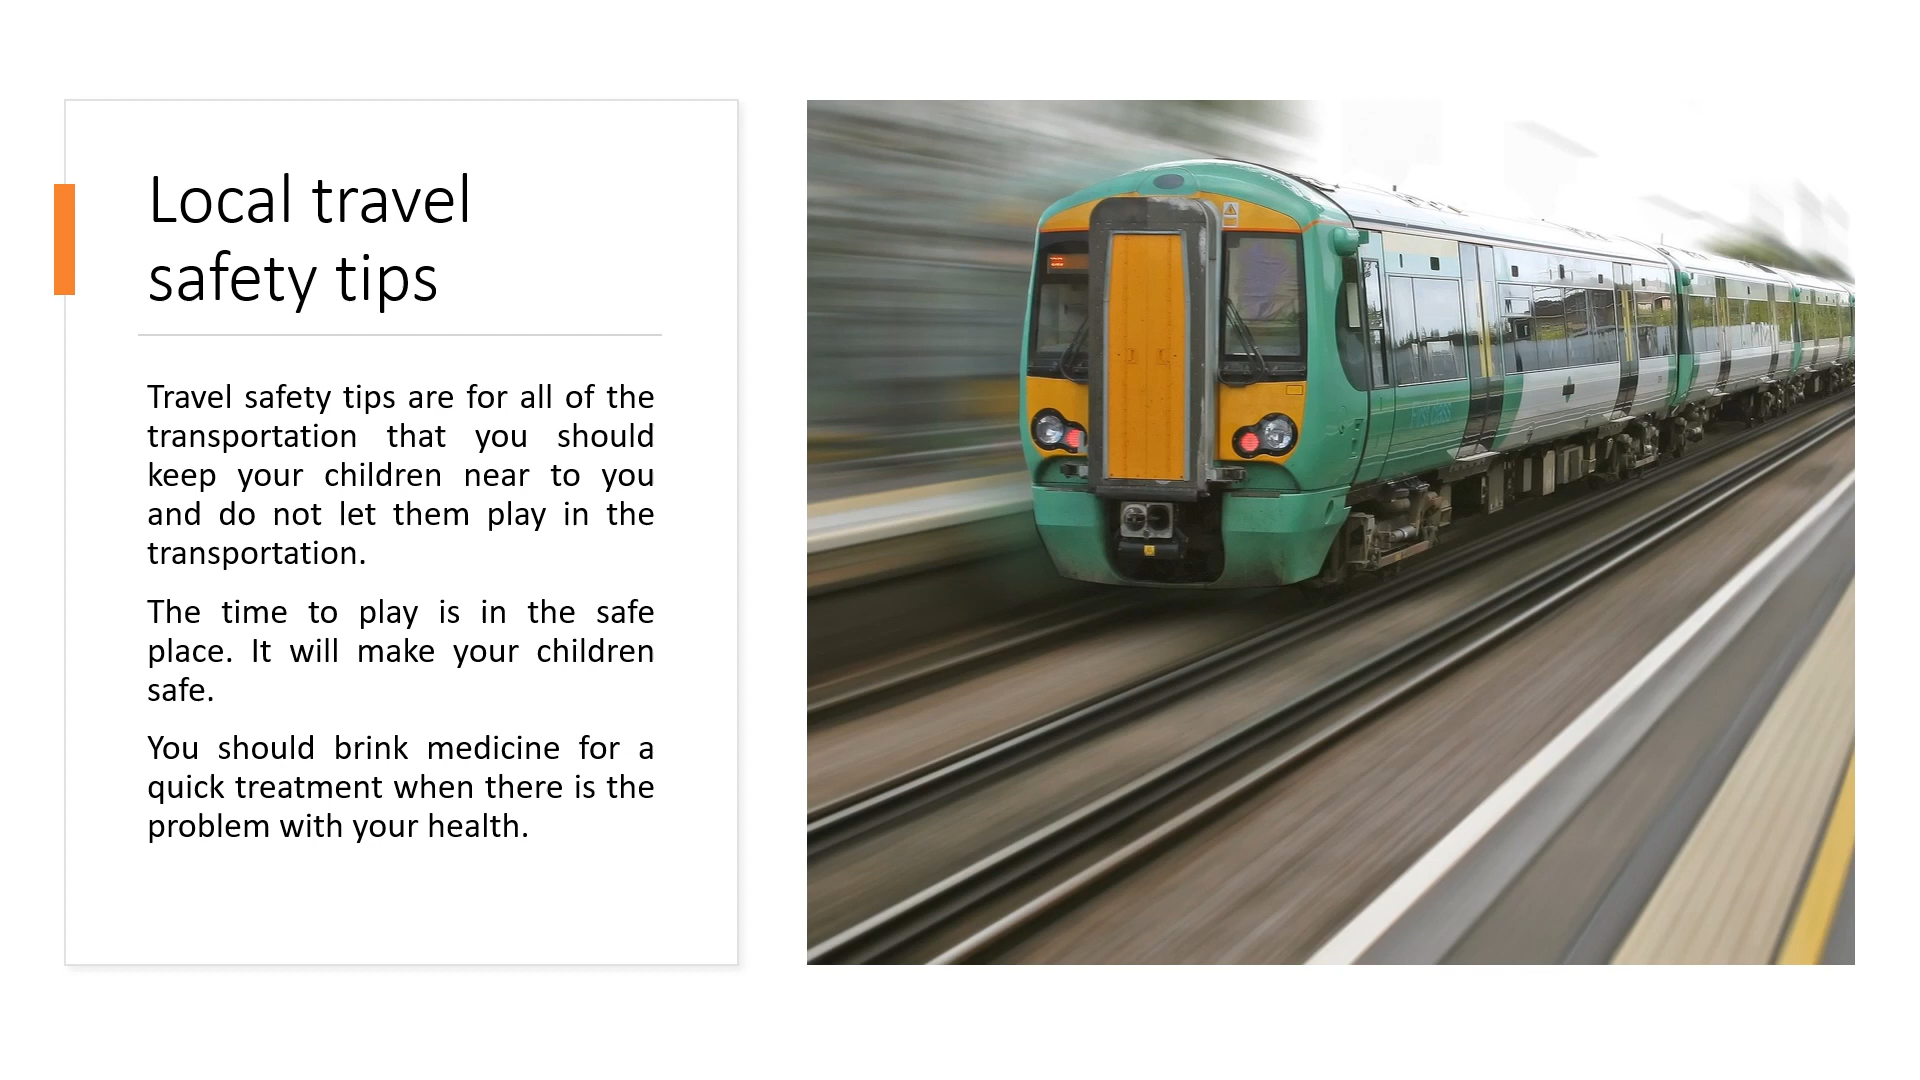 Local travel
safety tips
Travel safety tips are for all of the
transportation that you should
keep your children near to you
and do not let them play in the
transportation.
The time to play is in the safe
place. It will make your children
safe.
You should brink medicine for a
quick treatment when there is the
problem with your health.